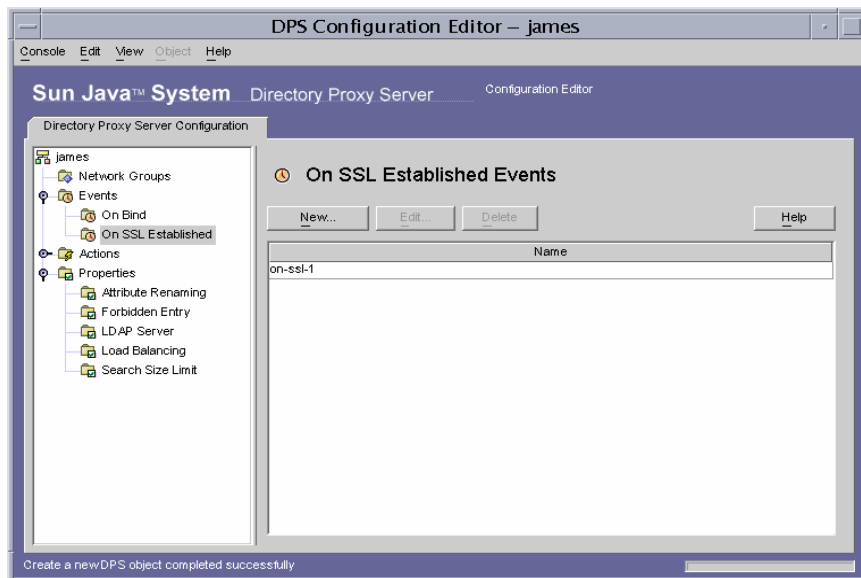 DPS Configuration Editor – james
Console Edit View Object Help
Sun Java™ System Directory Proxy Server Configuration Editor
Directory Proxy Server Configuration
james
Network Groups
Events
On Bind
On SSL Established
Actions
Properties
Attribute Renaming
Forbidden Entry
LDAP Server
Load Balancing
Search Size Limit
On SSL Established Events
New... Edit... Delete Help
Name
on-ssl-1
Create a new DPS object completed successfully